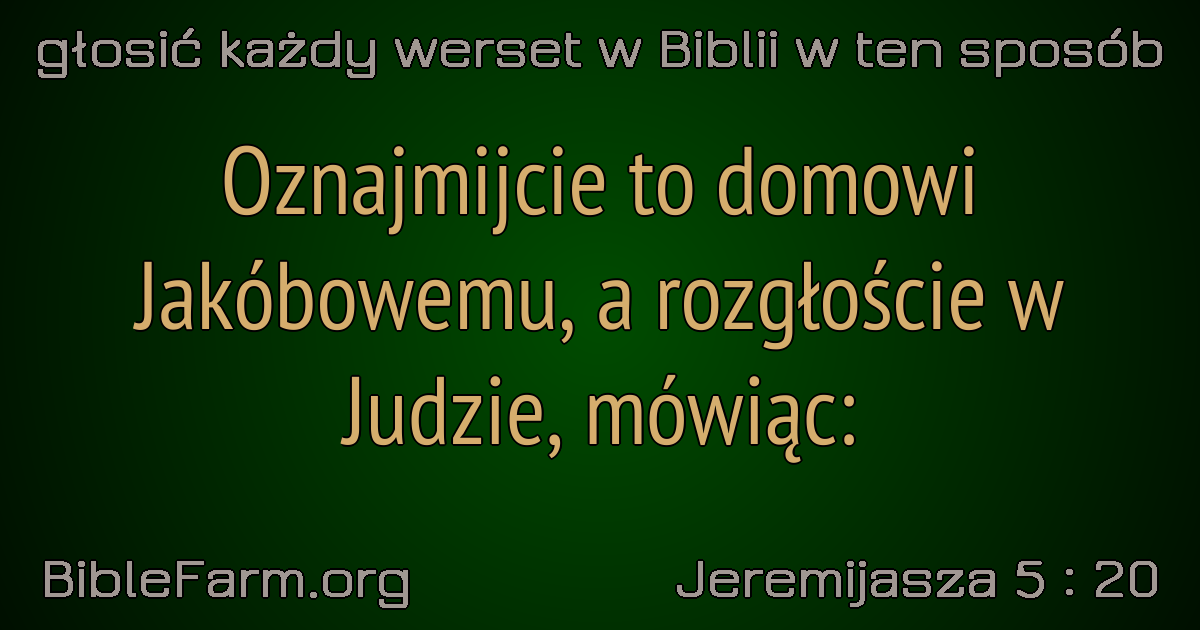 głosić każdy werset w Biblii w ten sposób
Oznajmijcie to domowi
Jakóbowemu, a rozgłoście w
Judzie, mówiąc:
BibleFarm.org
Jeremijasza 5 : 20